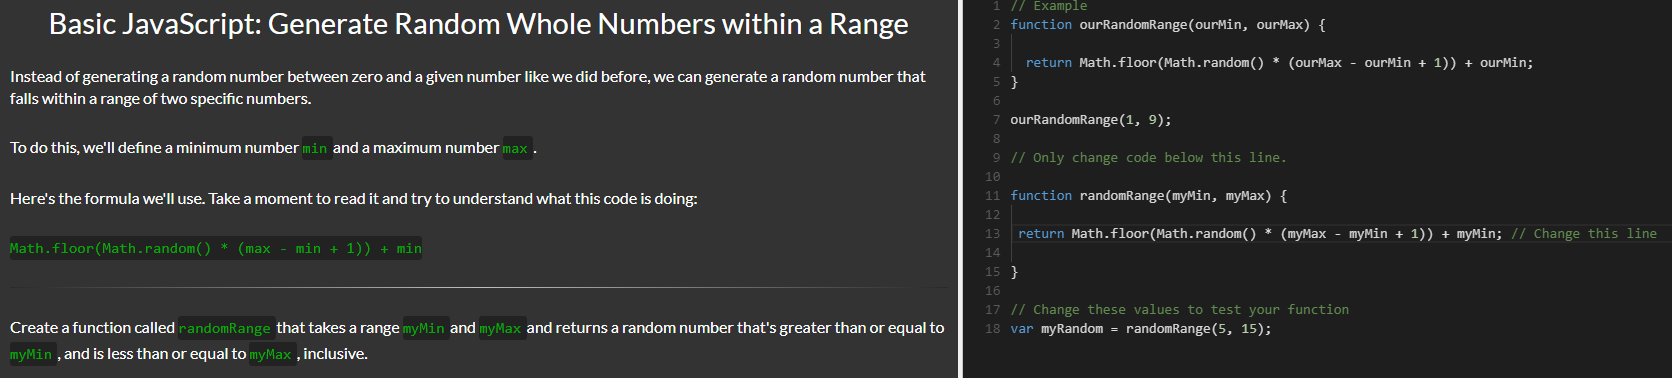 Basic JavaScript: Generate Random Whole Numbers within a Range
Instead of generating a random number between zero and a given number like we did before, we can generate a random number that
falls within a range of two specific numbers.
To do this, we'll define a minimum number min and a maximum number max .
Here's the formula we'll use. Take a moment to read it and try to understand what this code is doing:
Math.floor(Math.random() * (max - min + 1)) + min
Create a function called randomRange that takes a range myMin and myMax and returns a random number that's greater than or equal to
myMin , and is less than or equal to myMax , inclusive.
1 // Example
2 function ourRandomRange(ourMin, ourMax) {
3
4 return Math.floor(Math.random() * (ourMax - ourMin + 1)) + ourMin;
5 }
6
7 ourRandomRange(1, 9);
8
9 // Only change code below this line.
10
11 function randomRange(myMin, myMax) {
12
13 return Math.floor(Math.random() * (myMax - myMin + 1)) + myMin; // Change this line
14
15 }
16
17 // Change these values to test your function
18 var myRandom = randomRange(5, 15);